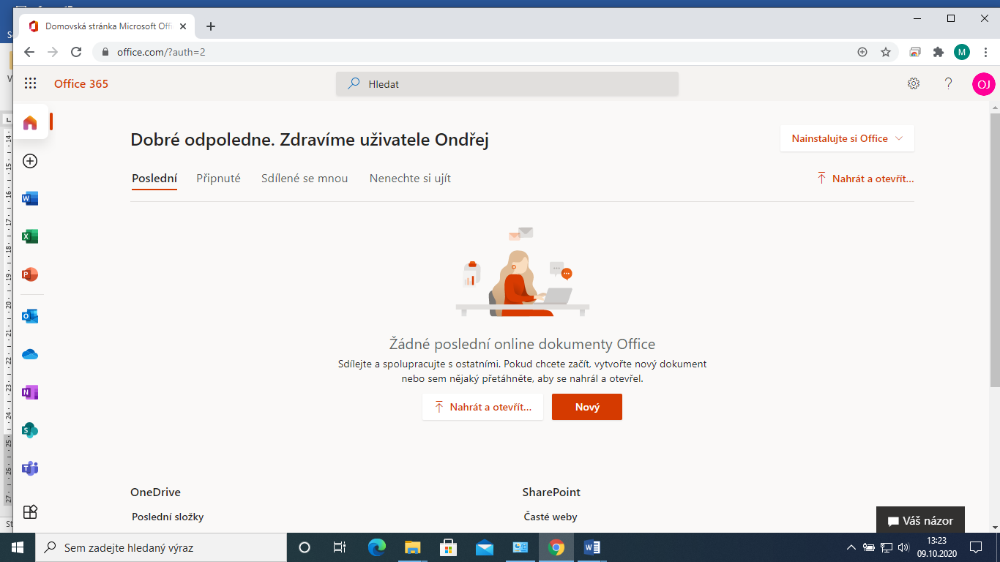 Domovská stránka Microsoft Offi
office.com/?auth=2
M
Office 365
Hledat
?
OJ
Dobré odpoledne. Zdravíme uživatele Ondřej
Nainstalujte si Office
Poslední Připnuté Sdílené se mnou Nenechte si ujít
Nahrát a otevřít...
Žádné poslední online dokumenty Office
Sdílejte a spolupracujte s ostatními. Pokud chcete začít, vytvořte nový dokument
nebo sem nějaký přetáhněte, aby se nahrál a otevřel.
Nahrát a otevřít... Nový
OneDrive SharePoint
Poslední složky Časté weby
Váš názor
Sem zadejte hledaný výraz
13:23
09.10.2020